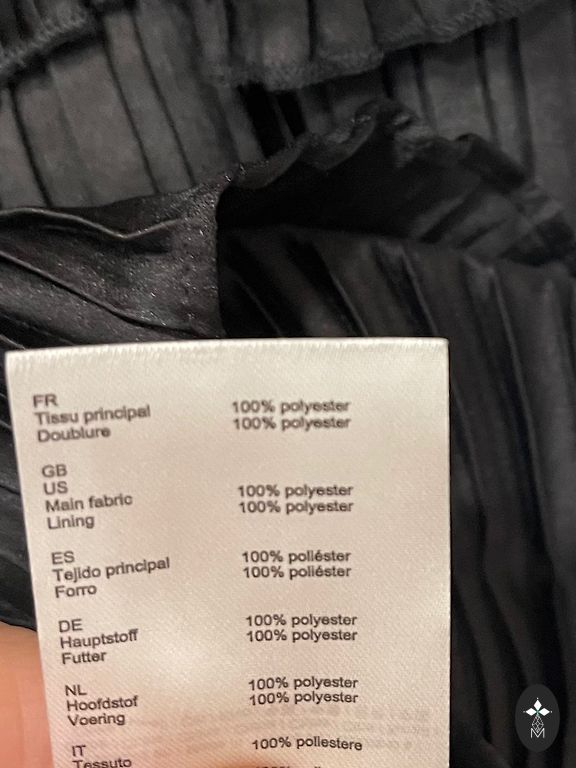 FR
Tissu principal 100% polyester
Doublure 100% polyester
GB
US
Main fabric 100% polyester
Lining 100% polyester
ES
Tejido principal 100% poliéster
Forro 100% poliéster
DE
Hauptstoff 100% polyester
Futter 100% polyester
NL
Hoofdstof 100% polyester
Voering 100% polyester
IT
Tessuto 100% poliestere